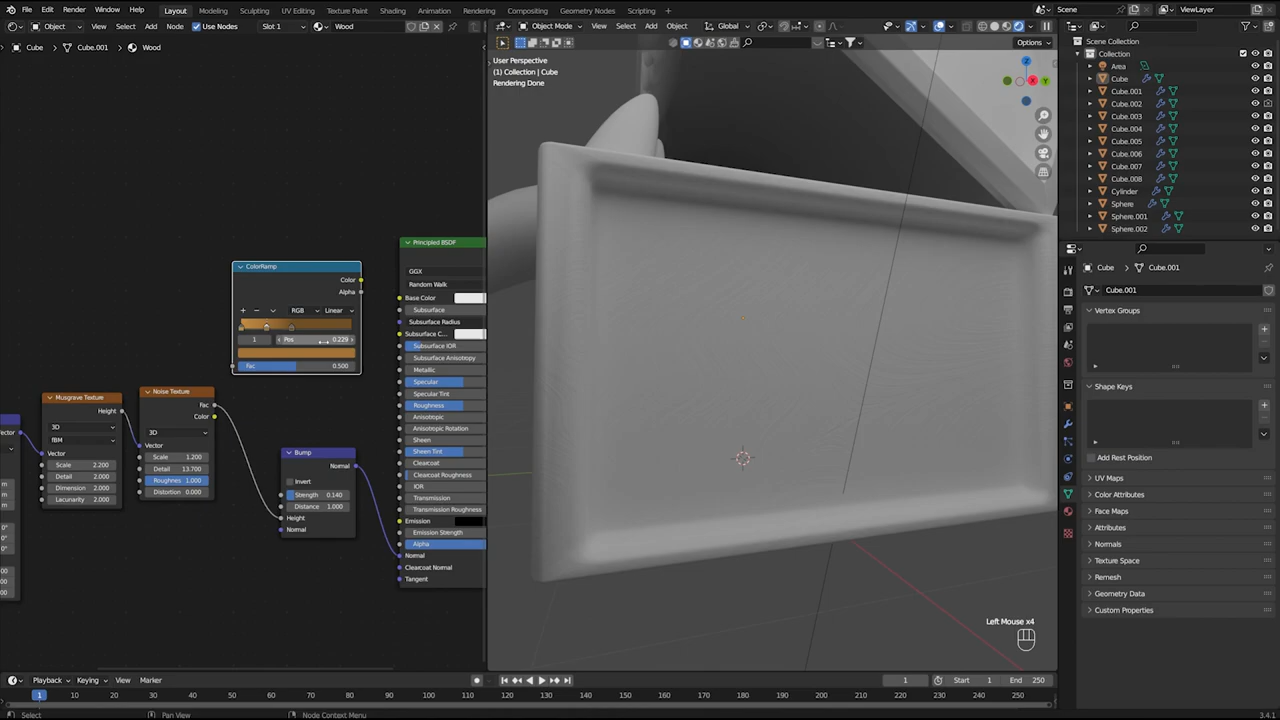 File Edit Render Window Help Layout Modeling Sculpting UV Editing Texture Paint Shading Animation Rendering Compositing Geometry Nodes Scripting Scene ViewLayer
Object View Select Add Node Use Nodes Slot 1 Wood
Object Mode View Select Add Object Global
Options
Cube Cube.001 Wood
User Perspective
(1) Collection | Cube
Rendering Done
Z
X
Y
ColorRamp
Color
Alpha
RGB Linear
1 Pos 0.229
Fac 0.500
Musgrave Texture
Height
3D
fBM
Vector
Scale 2.200
Detail 2.000
Dimension 2.000
Lacunarity 2.000
Noise Texture
Fac
Color
3D
Vector
Scale 1.200
Detail 13.700
Roughnes 1.000
Distortion 0.000
Bump
Normal
Invert
Strength 0.140
Distance 1.000
Height
Normal
Principled BSDF
GGX
Random Walk
Base Color
Subsurface
Subsurface Radius
Subsurface C...
Subsurface IOR
Subsurface Anisotropy
Metallic
Specular
Specular Tint
Roughness
Anisotropic
Anisotropic Rotation
Sheen
Sheen Tint
Clearcoat
Clearcoat Roughness
IOR
Transmission
Transmission Roughness
Emission
Emission Strength
Alpha
Normal
Clearcoat Normal
Tangent
Left Mouse x4
Scene Collection
Collection
Area
Cube
Cube.001
Cube.002
Cube.003
Cube.004
Cube.005
Cube.006
Cube.007
Cube.008
Cylinder
Sphere
Sphere.001
Sphere.002
Cube Cube.001
Cube.001
Vertex Groups
Shape Keys
Add Rest Position
UV Maps
Color Attributes
Face Maps
Attributes
Normals
Texture Space
Remesh
Geometry Data
Custom Properties
Playback Keying View Marker
1 Start 1 End 250
1 10 20 30 40 50 60 70 80 90 100 110 120 130 140 150 160 170 180 190 200 210 220 230 240 250
Select Pan View Node Context Menu 3.4.1